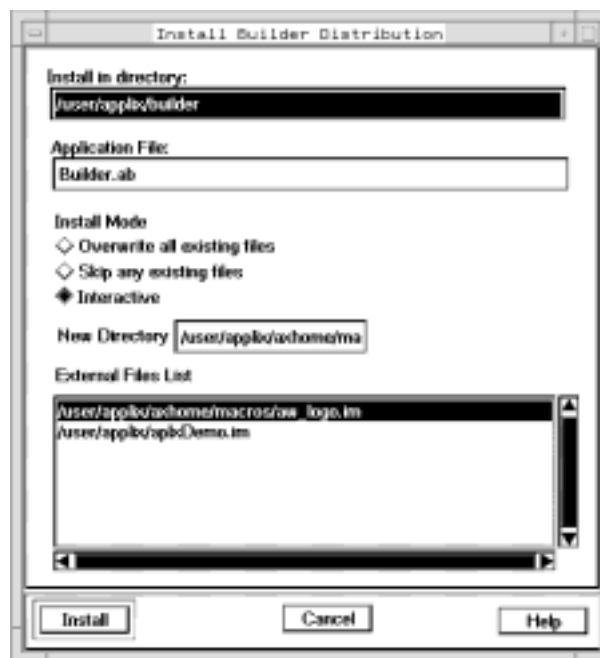 Install Builder Distribution
Install in directory:
/user/applix/builder
Application File:
Builder.ab
Install Mode
Overwrite all existing files
Skip any existing files
Interactive
New Directory /user/applix/axhome/ma
External Files List
/user/applix/axhome/macros/aw_logo.im
/user/applix/aplxDemo.im
Install Cancel Help